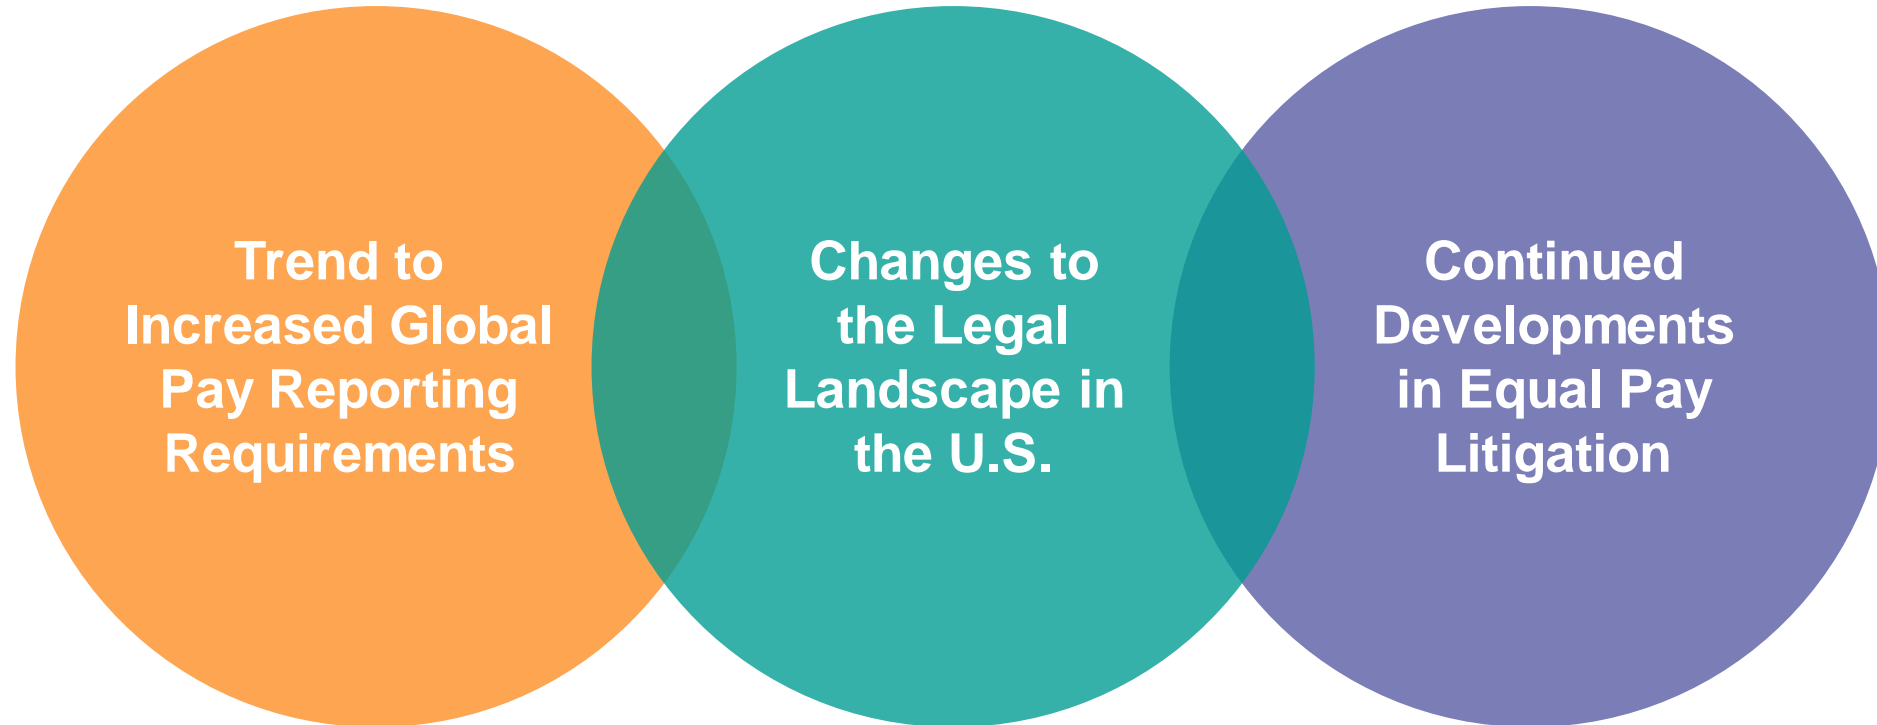 Trend to
Increased Global
Pay Reporting
Requirements
Changes to
the Legal
Landscape in
the U.S.
Continued
Developments
in Equal Pay
Litigation